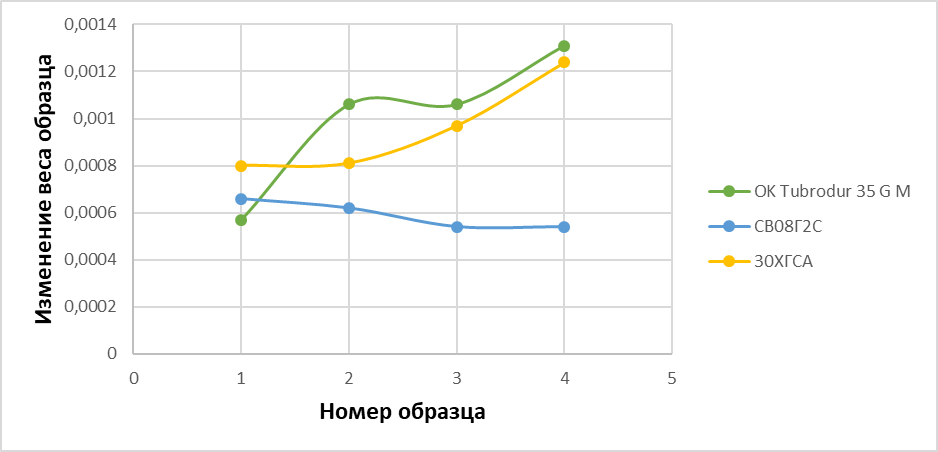 0,0014
0,0012
0,001
0,0008
0,0006
0,0004
0,0002
0
Изменение веса образца
0 1 2 3 4 5
Номер образца
OK Tubrodur 35 G M
СВ08Г2С
30ХГСА